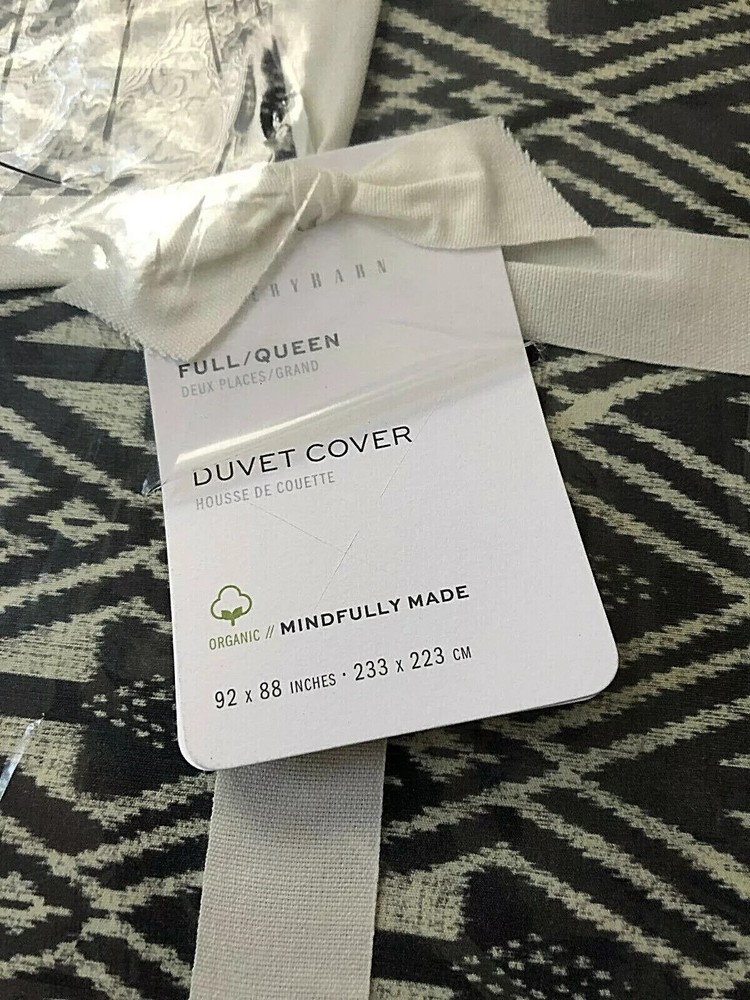 FULL/QUEEN
DEUX PLACES/GRAND
DUVET COVER
HOUSSE DE COUETTE
ORGANIC // MINDFULLY MADE
92 x 88 INCHES · 233 x 223 CM